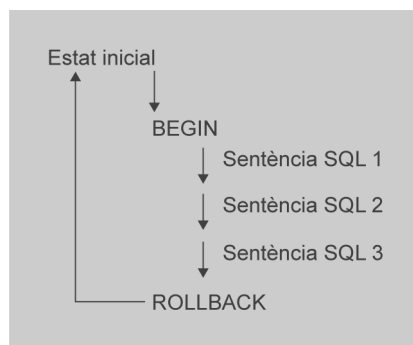 Estat inicial
BEGIN
Sentència SQL 1
Sentència SQL 2
Sentència SQL 3
ROLLBACK